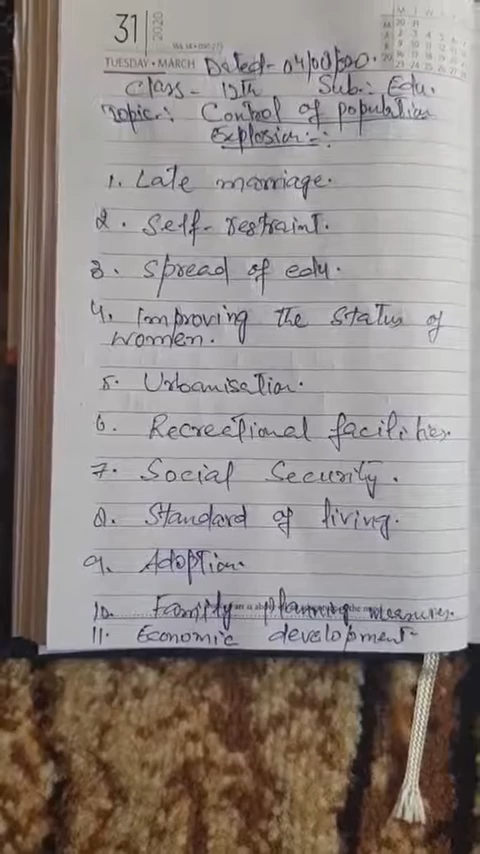 31
2020
TUESDAY • MARCH Dated- 04/08/2020.
Class- 12th Sub.: Edu.
Topic.: Control of population
Explosion:-:
1. Late marriage.
2. Self-restraint.
3. Spread of edu.
4. Improving the status of
women.
5. Urbanisation.
6. Recreational facilities.
7. Social Security.
8. Standard of living.
9. Adoption.
10. Family planning measures.
11. Economic development